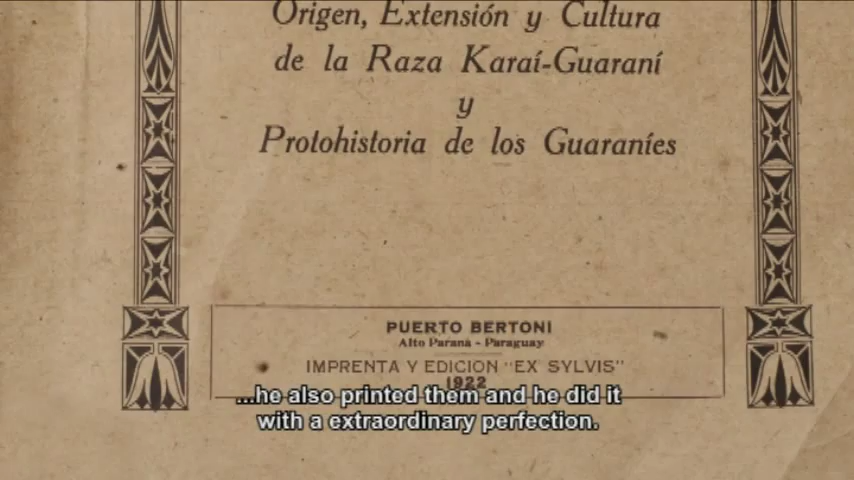 Origen, Extensión y Cultura
de la Raza Karaí-Guaraní
y
Protohistoria de los Guaraníes
PUERTO BERTONI
Alto Paraná - Paraguay
IMPRENTA Y EDICION "EX SYLVIS"
1922
...he also printed them and he did it
with a extraordinary perfection.